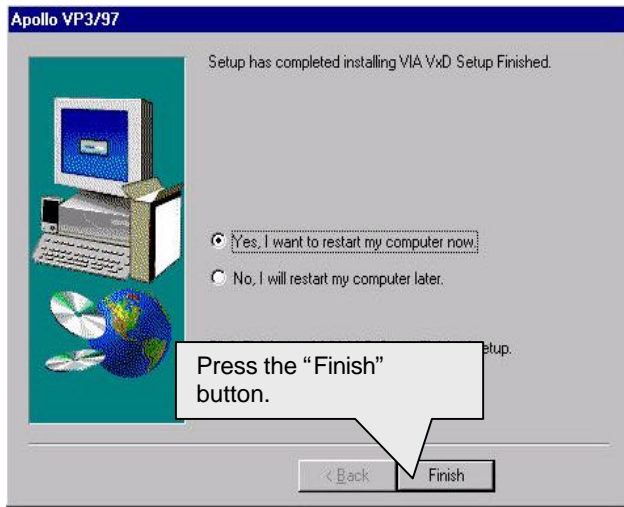 Apollo VP3/97
Setup has completed installing VIA VxD Setup Finished.
Yes, I want to restart my computer now.
No, I will restart my computer later.
etup.
Press the “Finish”
button.
< Back
Finish